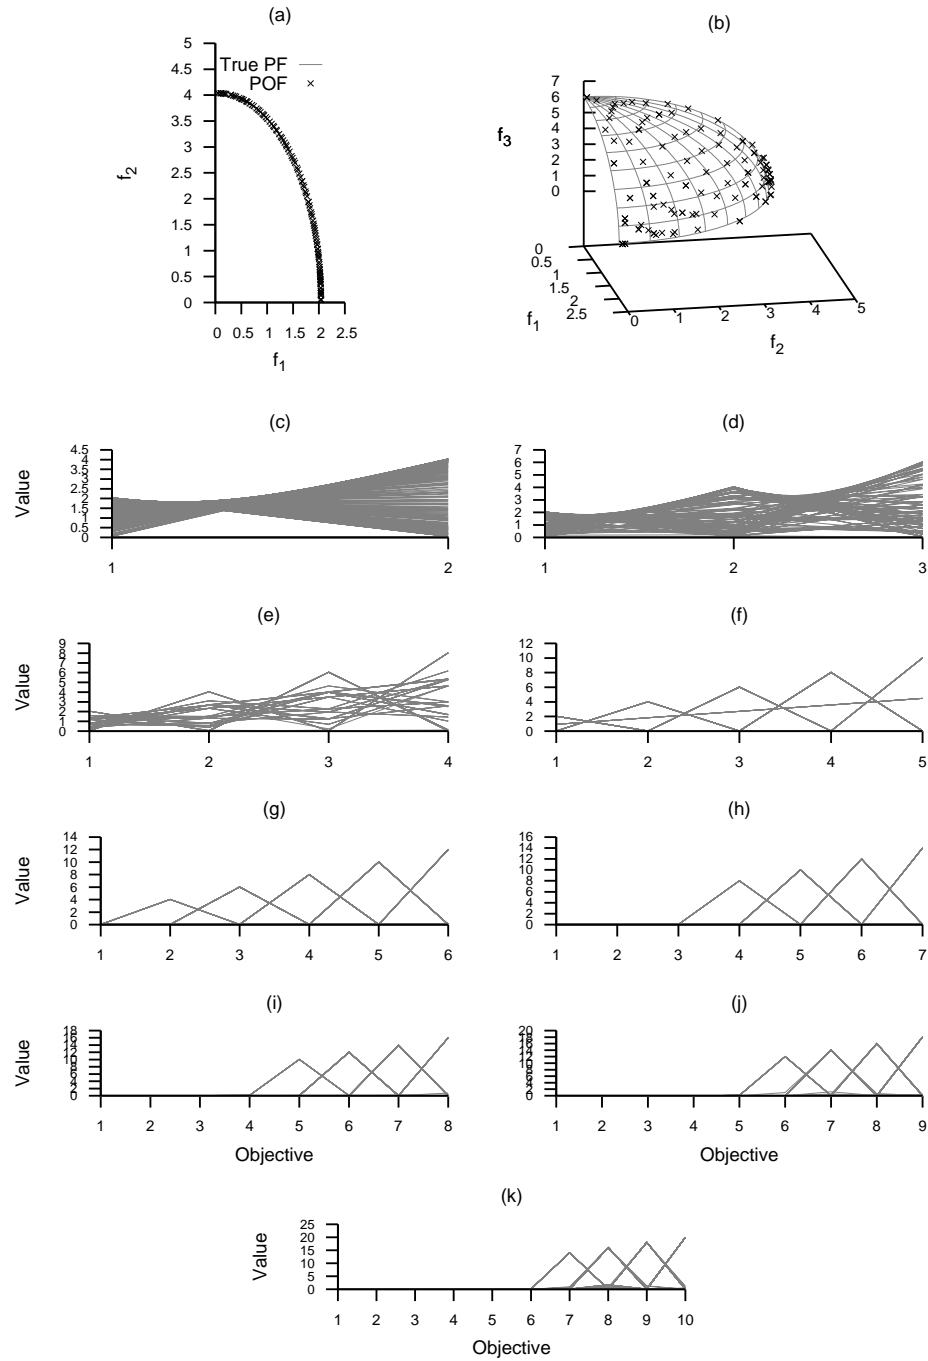 (a)
5
4.5
4
3.5
3
2.5
2
1.5
1
0.5
0
True PF
POF
f2
0 0.5 1 1.5 2 2.5
f1
(b)
7
6
5
4
3
2
1
0
f3
0
0.5
1
1.5
2
2.5
f1
0 1 2 3 4 5
f2
(c)
4.5
4
3.5
3
2.5
2
1.5
1
0.5
0
Value
1 2
(d)
7
6
5
4
3
2
1
0
1 2 3
(e)
9
8
7
6
5
4
3
2
1
0
Value
1 2 3 4
(f)
12
10
8
6
4
2
0
1 2 3 4 5
(g)
14
12
10
8
6
4
2
0
Value
1 2 3 4 5 6
(h)
16
14
12
10
8
6
4
2
0
1 2 3 4 5 6 7
(i)
18
16
14
12
10
8
6
4
2
0
Value
1 2 3 4 5 6 7 8
Objective
(j)
20
18
16
14
12
10
8
6
4
2
0
1 2 3 4 5 6 7 8 9
Objective
(k)
25
20
15
10
5
0
Value
1 2 3 4 5 6 7 8 9 10
Objective